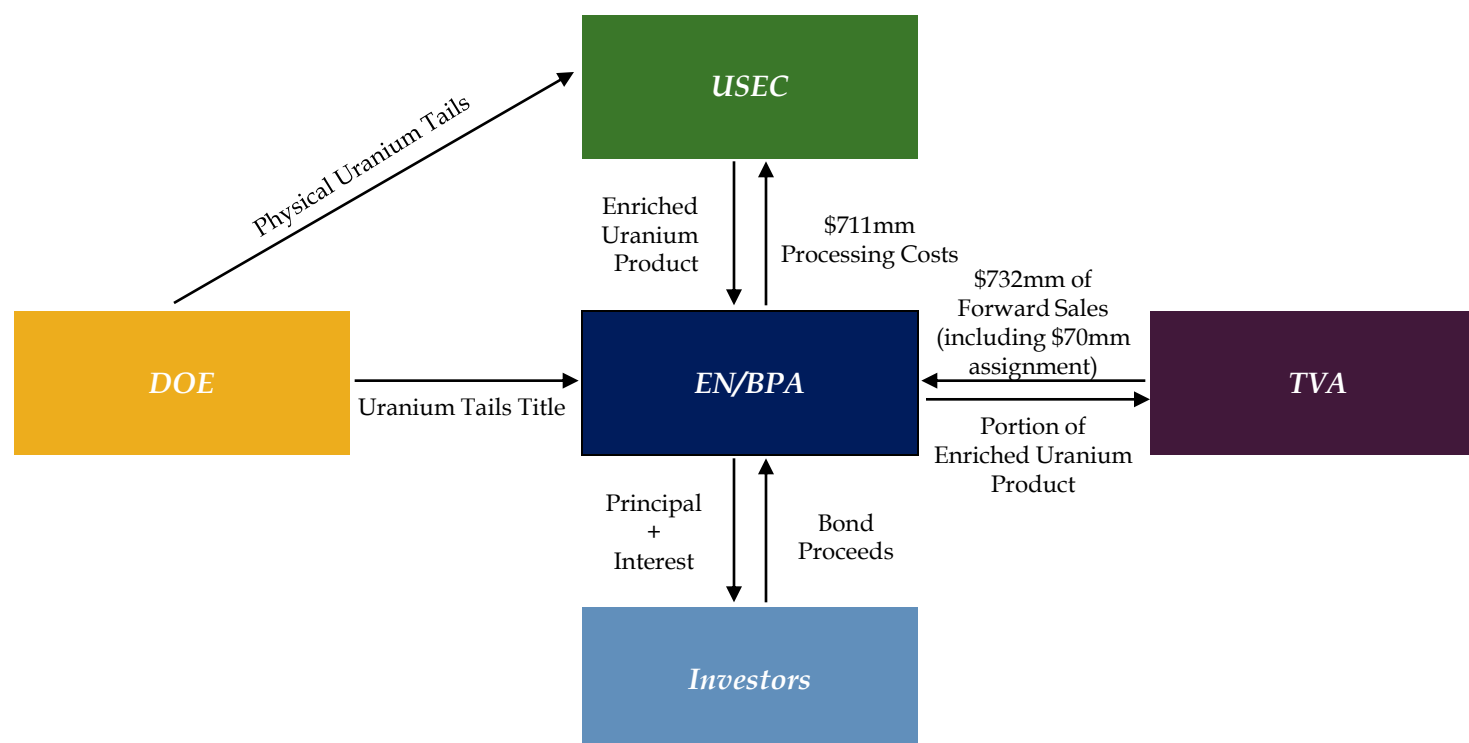 USEC
Physical Uranium Tails
Enriched
Uranium
Product
$711mm
Processing Costs
$732mm of
Forward Sales
(including $70mm
assignment)
DOE
Uranium Tails Title
EN/BPA
TVA
Portion of
Enriched Uranium
Product
Principal
+
Interest
Bond
Proceeds
Investors